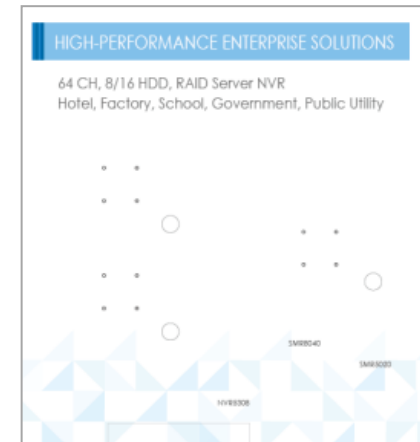 HIGH-PERFORMANCE ENTERPRISE SOLUTIONS
64 CH, 8/16 HDD, RAID Server NVR
Hotel, Factory, School, Government, Public Utility
SMR8040
SMR8020
NVR8308